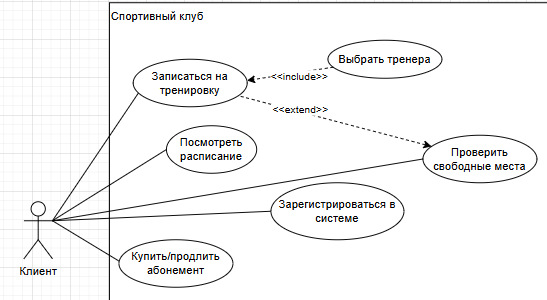 Спортивный клуб
Записаться на
тренировку
<<include>>
Выбрать тренера
<<extend>>
Посмотреть
расписание
Проверить
свободные места
Зарегистрироваться в
системе
Купить/продлить
абонемент
Клиент